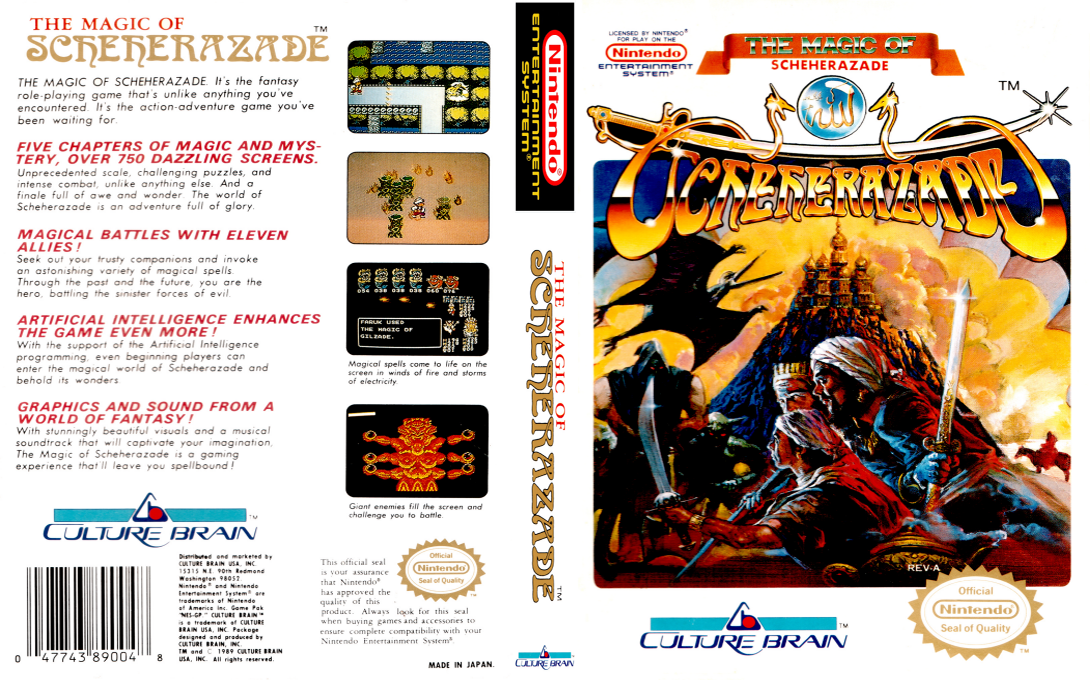 THE MAGIC OF
SCHEHERAZADE™
THE MAGIC OF SCHEHERAZADE. It's the fantasy
role-playing game that's unlike anything you've
encountered. It's the action-adventure game you've
been waiting for.
FIVE CHAPTERS OF MAGIC AND MYS-
TERY, OVER 750 DAZZLING SCREENS.
Unprecedented scale, challenging puzzles, and
intense combat, unlike anything else. And a
finale full of awe and wonder. The world of
Scheherazade is an adventure full of glory.
MAGICAL BATTLES WITH ELEVEN
ALLIES!
Seek out your trusty companions and invoke
an astonishing variety of magical spells.
Through the past and the future, you are the
hero, battling the sinister forces of evil.
ARTIFICIAL INTELLIGENCE ENHANCES
THE GAME EVEN MORE!
With the support of the Artificial Intelligence
programming, even beginning players can
enter the magical world of Scheherazade and
behold its wonders.
GRAPHICS AND SOUND FROM A
WORLD OF FANTASY!
With stunningly beautiful visuals and a musical
soundtrack that will captivate your imagination,
The Magic of Scheherazade is a gaming
experience that'll leave you spellbound!
CULTURE BRAIN™
0 47743 89004 8
Distributed and marketed by
CULTURE BRAIN USA, INC.
15315 N.E. 90th Redmond
Washington 98052.
Nintendo® and Nintendo
Entertainment System® are
trademarks of Nintendo
of America Inc. Game Pak
"NES-GP" CULTURE BRAIN™
is a trademark of CULTURE
BRAIN USA, INC. Package
designed and produced by
CULTURE BRAIN, INC.
TM and © 1989 CULTURE BRAIN
USA, INC. All rights reserved.
054 038 038 038 060 076
FARUK USED
THE MAGIC OF
GILZADE.
Magical spells come to life on the
screen in winds of fire and storms
of electricity.
Giant enemies fill the screen and
challenge you to battle.
This official seal
is your assurance
that Nintendo®
has approved the
quality of this
product. Always look for this seal
when buying games and accessories to
ensure complete compatibility with your
Nintendo Entertainment System®.
Official
Nintendo®
Seal of Quality
MADE IN JAPAN.
Nintendo®
ENTERTAINMENT
SYSTEM®
THE MAGIC OF
SCHEHERAZADE™
CULTURE BRAIN
LICENSED BY NINTENDO®
FOR PLAY ON THE
Nintendo
ENTERTAINMENT
SYSTEM®
THE MAGIC OF
SCHEHERAZADE
™
SCHEHERAZADE
REV-A
CULTURE BRAIN™
Official
Nintendo®
Seal of Quality
™